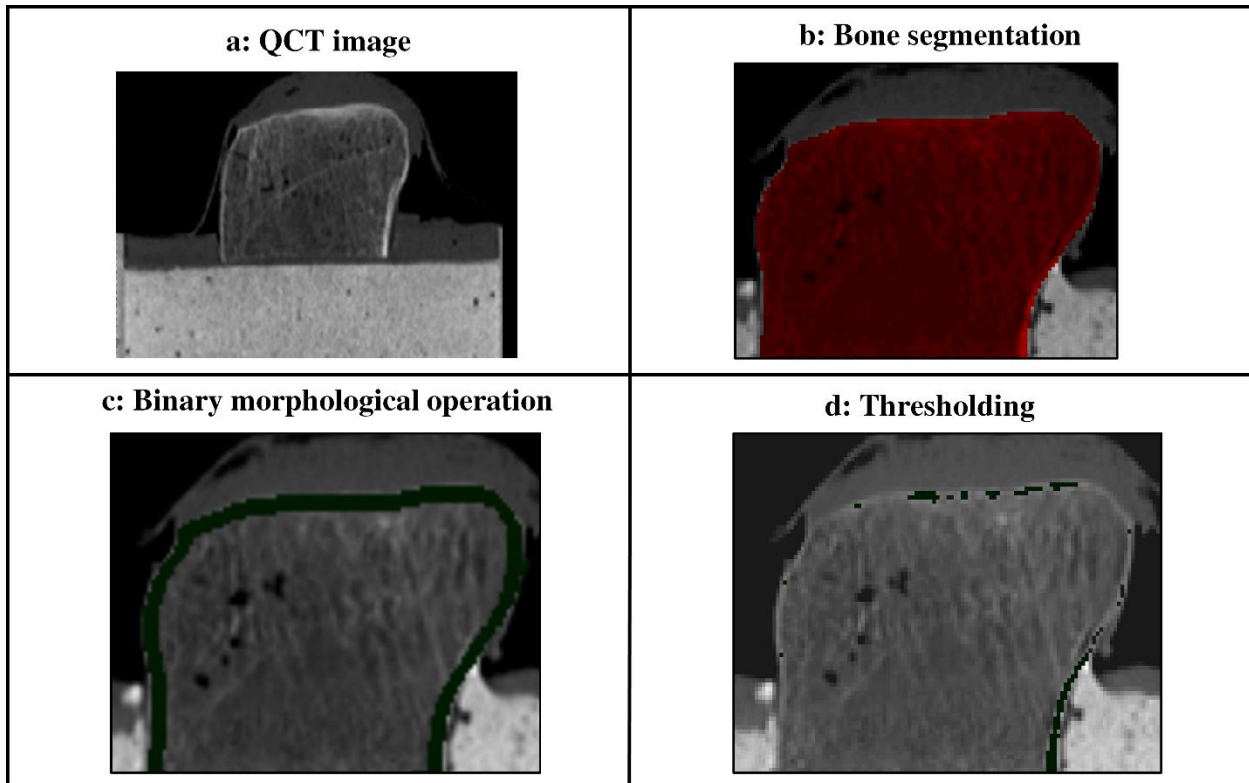 a: QCT image
b: Bone segmentation
c: Binary morphological operation
d: Thresholding